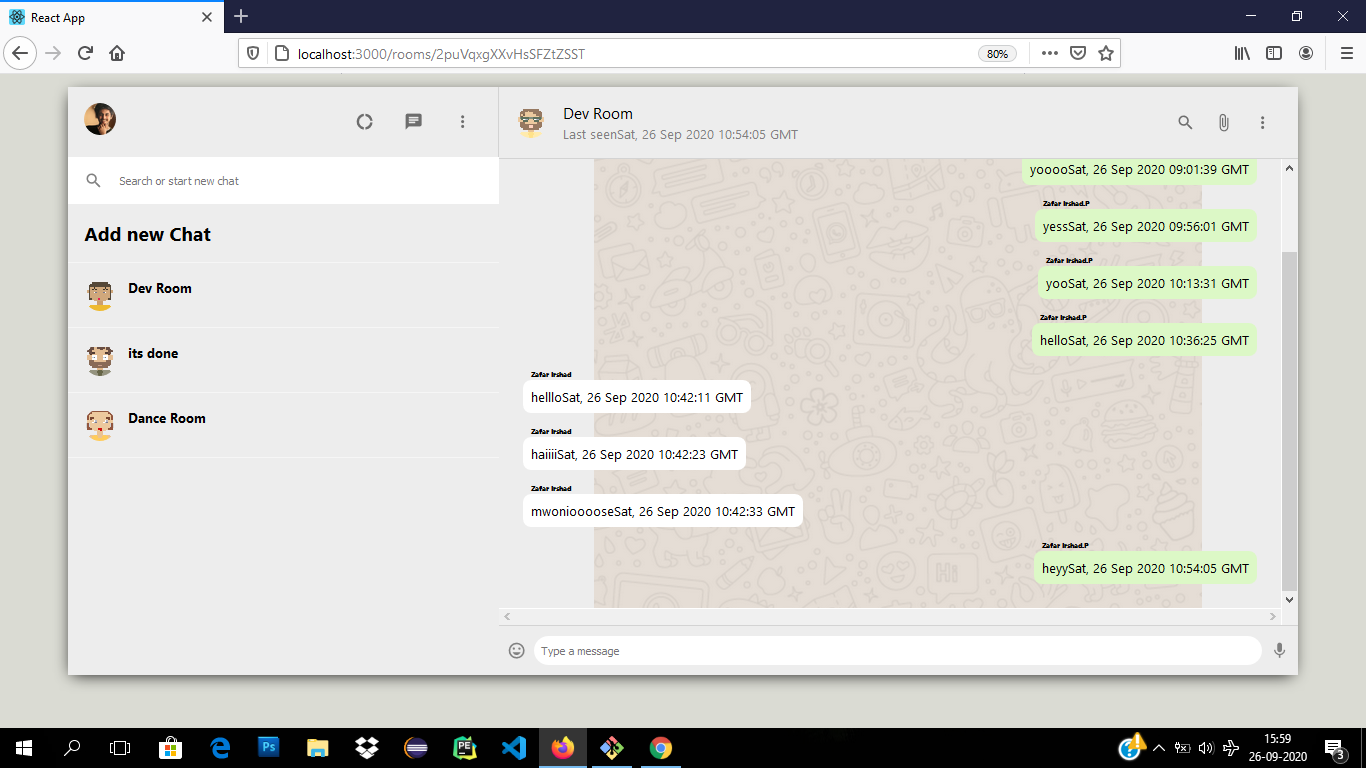 React App
localhost:3000/rooms/2puVqxgXXvHsSFZtZSST
80%
Dev Room
Last seenSat, 26 Sep 2020 10:54:05 GMT
Search or start new chat
Add new Chat
Dev Room
its done
Dance Room
yooooSat, 26 Sep 2020 09:01:39 GMT
Zafar Irshad.P
yessSat, 26 Sep 2020 09:56:01 GMT
Zafar Irshad.P
yooSat, 26 Sep 2020 10:13:31 GMT
Zafar Irshad.P
helloSat, 26 Sep 2020 10:36:25 GMT
Zafar Irshad
hellloSat, 26 Sep 2020 10:42:11 GMT
Zafar Irshad
haiiiiSat, 26 Sep 2020 10:42:23 GMT
Zafar Irshad
mwoniooooseSat, 26 Sep 2020 10:42:33 GMT
Zafar Irshad.P
heyySat, 26 Sep 2020 10:54:05 GMT
Hi
Type a message
Ps
PE
15:59
26-09-2020
3